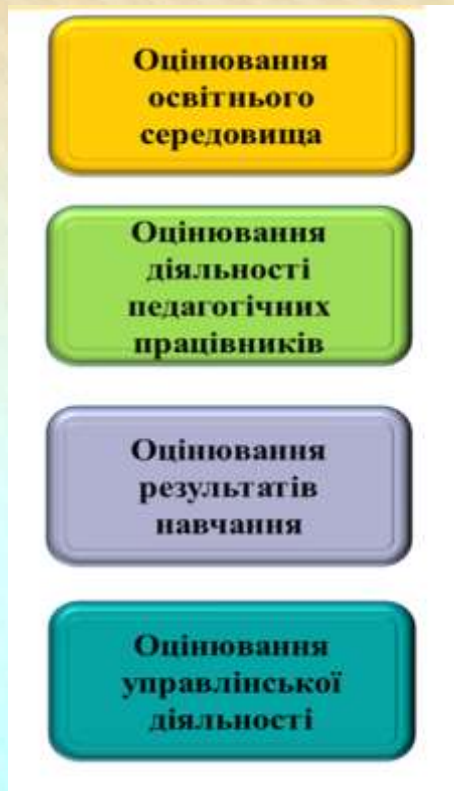 Оцінювання
освітнього
середовища
Оцінювання
діяльності
педагогічних
працівників
Оцінювання
результатів
навчання
Оцінювання
управлінської
діяльності